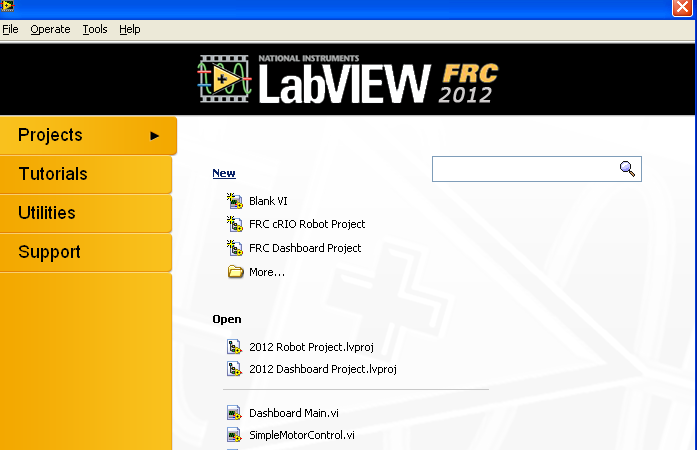 File Operate Tools Help
NATIONAL INSTRUMENTS
LabVIEW FRC
2012
Projects
Tutorials
Utilities
Support
New
Blank VI
FRC cRIO Robot Project
FRC Dashboard Project
More...
Open
2012 Robot Project.lvproj
2012 Dashboard Project.lvproj
Dashboard Main.vi
SimpleMotorControl.vi